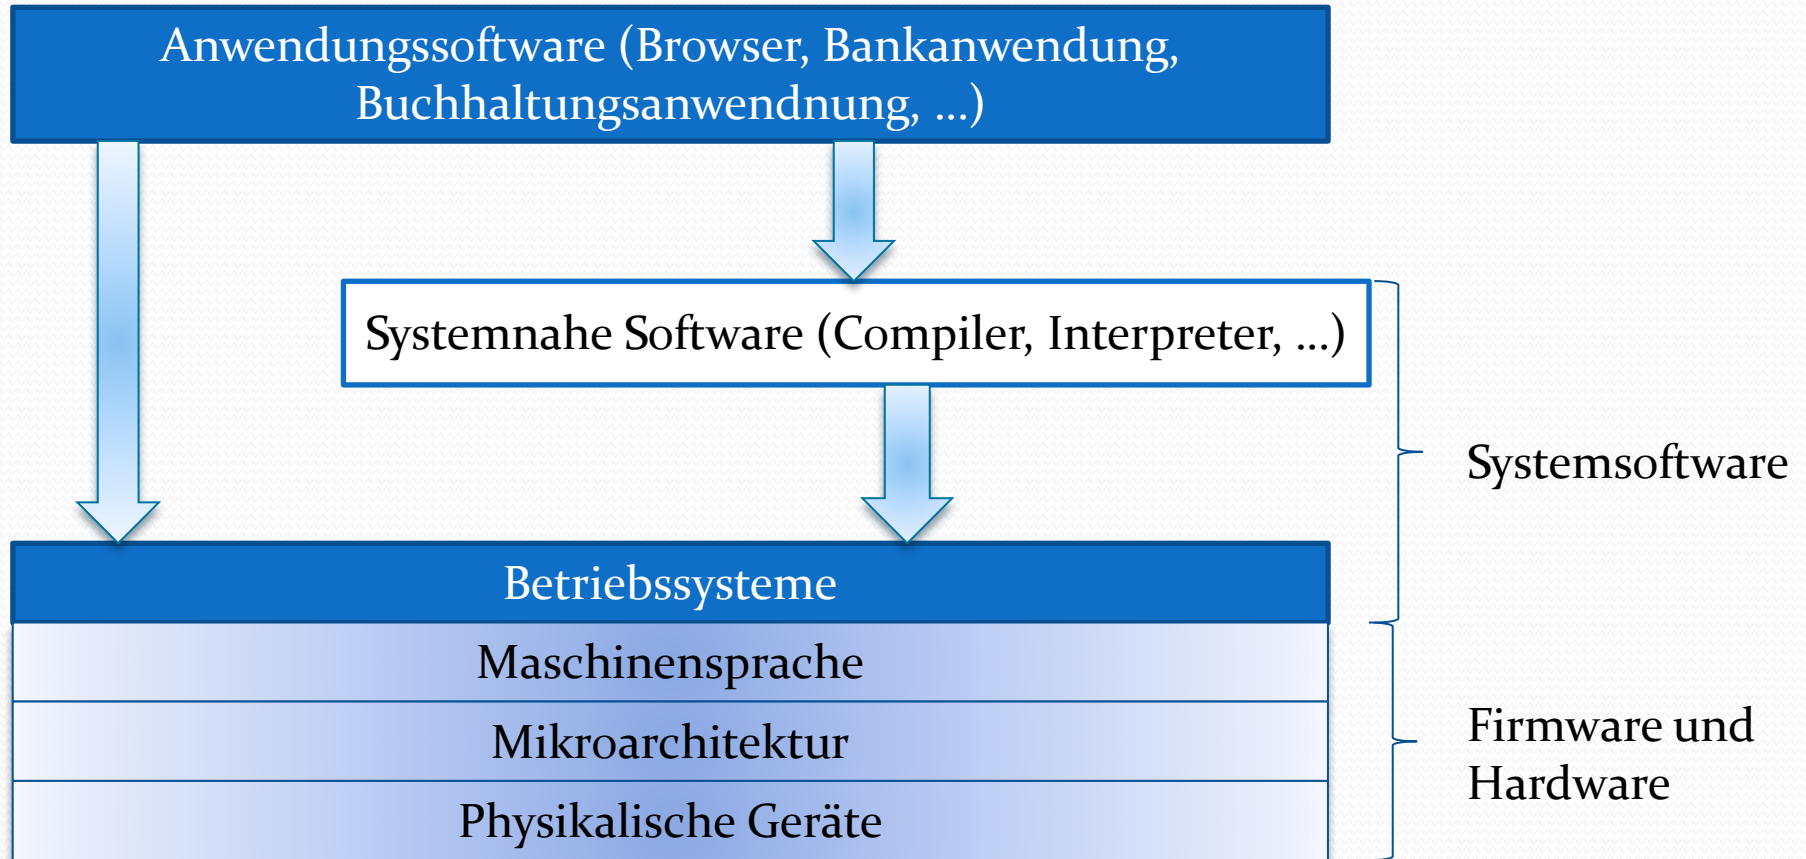 Anwendungssoftware (Browser, Bankanwendung,
Buchhaltungsanwendnung, ...)
Systemnahe Software (Compiler, Interpreter, ...)
Systemsoftware
Betriebssysteme
Maschinensprache
Mikroarchitektur
Firmware und
Hardware
Physikalische Geräte